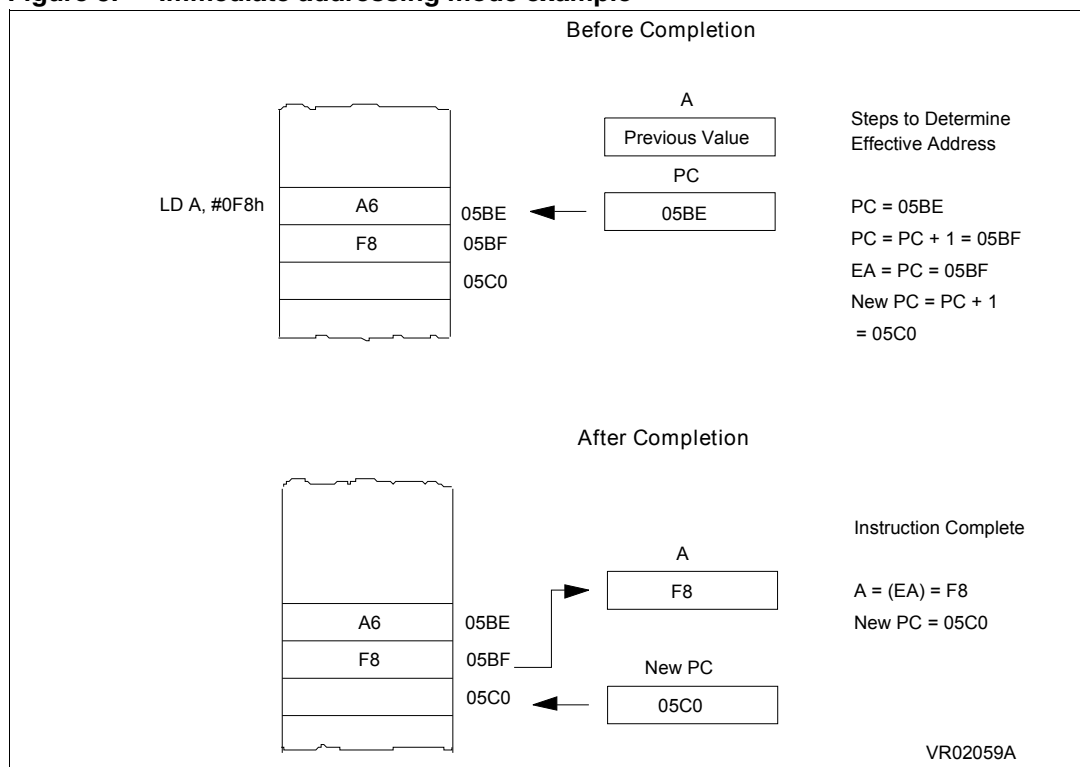 Figure 3. Immediate addressing mode example
Before Completion
A
Previous Value
PC
05BE
LD A, #0F8h
A6
05BE
F8
05BF
05C0
Steps to Determine
Effective Address
PC = 05BE
PC = PC + 1 = 05BF
EA = PC = 05BF
New PC = PC + 1
= 05C0
After Completion
A
F8
New PC
05C0
A6
05BE
F8
05BF
05C0
Instruction Complete
A = (EA) = F8
New PC = 05C0
VR02059A